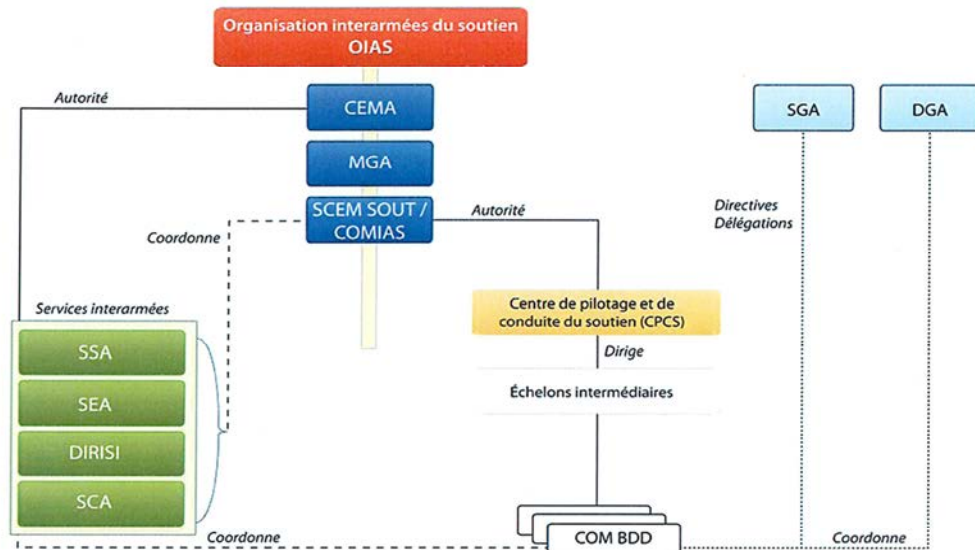 Organisation interarmées du soutien
OIAS
Autorité
CEMA
SGA
DGA
MGA
SCEM SOUT /
COMIAS
Autorité
Directives
Délégations
Coordonne
Services interarmées
Centre de pilotage et de
conduite du soutien (CPCS)
SSA
Dirige
SEA
Échelons intermédiaires
DIRISI
SCA
Coordonne
COM BDD
Coordonne